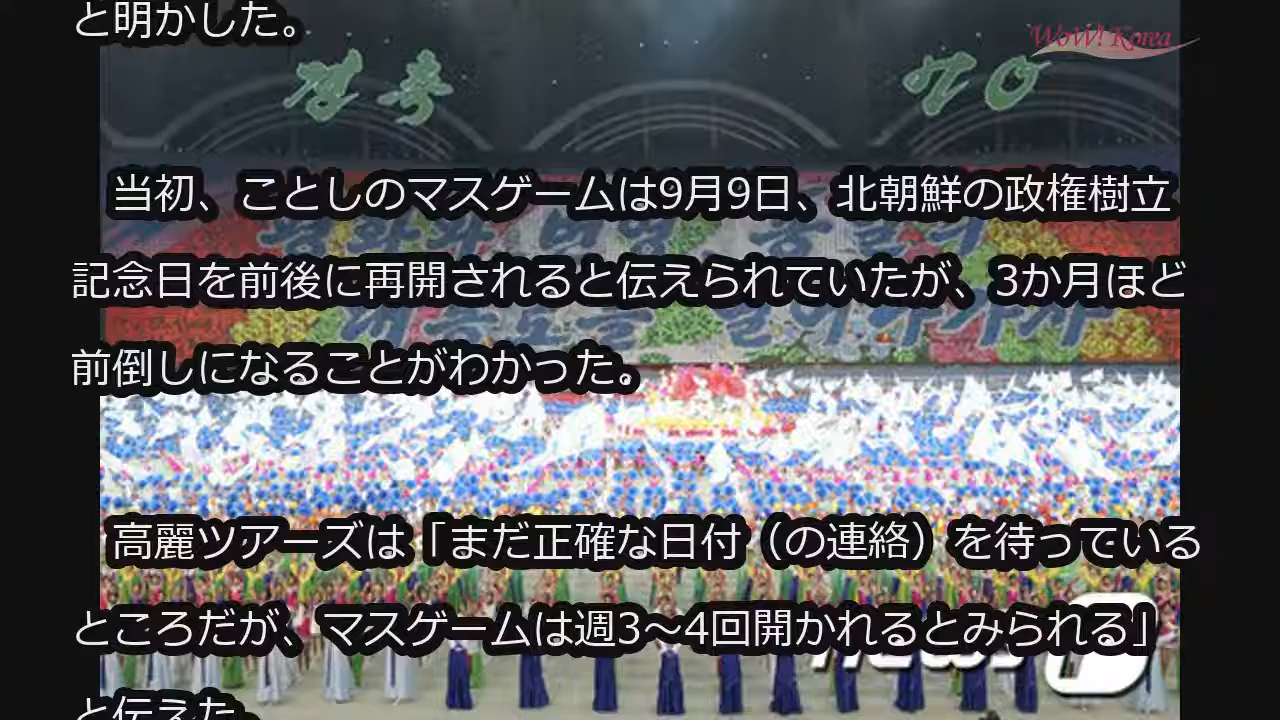 と明かした。
WoW! Korea
경축
당초、ことしのマスゲームは9月9日、北朝鮮の政権樹立
記念日を前後に再開されると伝えられていたが、3か月ほど
前倒しになることがわかった。
高麗ツアーズは「まだ正確な日付（の連絡）を待っている
ところだが、マスゲームは週3～4回開かれるとみられる」
と伝えた。